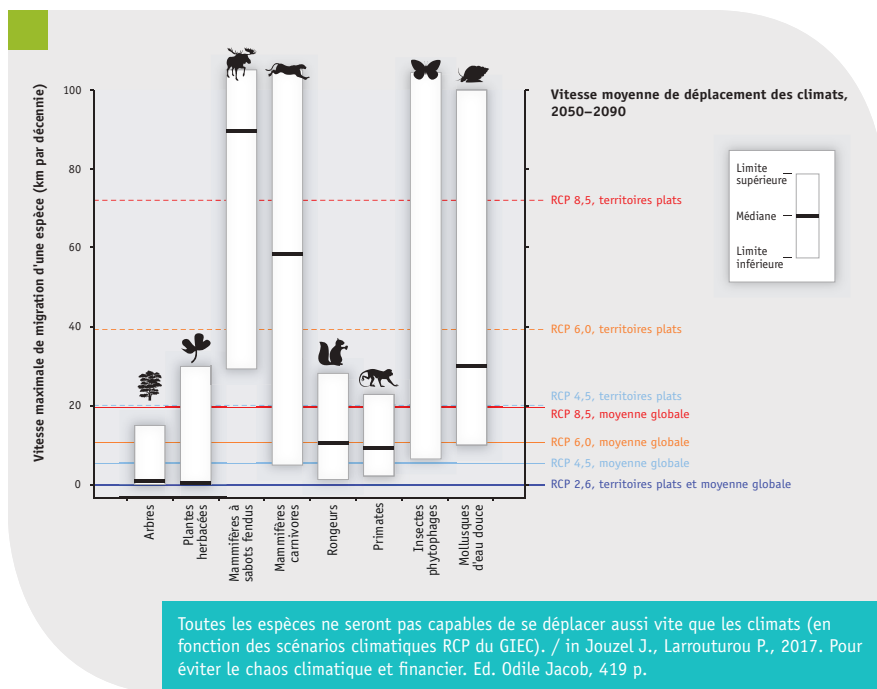 Vitesse maximale de migration d'une espèce (km par décennie)
100
80
60
40
20
0
Arbres
Plantes
herbacées
Mammifères à
sabots fendus
Mammifères
carnivores
Rongeurs
Primates
Insectes
phytophages
Mollusques
d'eau douce
Vitesse moyenne de déplacement des climats,
2050–2090
Limite
supérieure
Médiane
Limite
inférieure
RCP 8,5, territoires plats
RCP 6,0, territoires plats
RCP 4,5, territoires plats
RCP 8,5, moyenne globale
RCP 6,0, moyenne globale
RCP 4,5, moyenne globale
RCP 2,6, territoires plats et moyenne globale
Toutes les espèces ne seront pas capables de se déplacer aussi vite que les climats (en
fonction des scénarios climatiques RCP du GIEC). / in Jouzel J., Larrouturou P., 2017. Pour
éviter le chaos climatique et financier. Ed. Odile Jacob, 419 p.